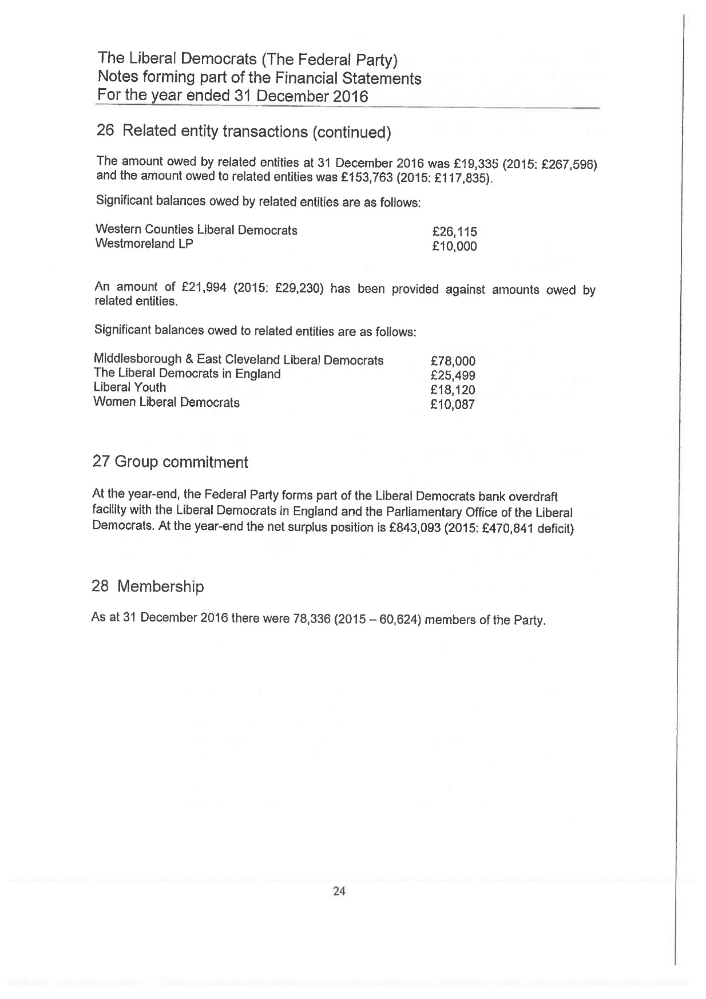 The Liberal Democrats (The Federal Party)
Notes forming part of the Financial Statements
For the year ended 31 December 2016
26 Related entity transactions (continued)
The amount owed by related entities at 31 December 2016 was £19,335 (2015: £267,596)
and the amount owed to related entities was £153,763 (2015: £117,835).
Significant balances owed by related entities are as follows:
Western Counties Liberal Democrats £26,115
Westmoreland LP £10,000
An amount of £21,994 (2015: £29,230) has been provided against amounts owed by
related entities.
Significant balances owed to related entities are as follows:
Middlesborough & East Cleveland Liberal Democrats £78,000
The Liberal Democrats in England £25,499
Liberal Youth £18,120
Women Liberal Democrats £10,087
27 Group commitment
At the year-end, the Federal Party forms part of the Liberal Democrats bank overdraft
facility with the Liberal Democrats in England and the Parliamentary Office of the Liberal
Democrats. At the year-end the net surplus position is £843,093 (2015: £470,841 deficit)
28 Membership
As at 31 December 2016 there were 78,336 (2015 – 60,624) members of the Party.
24